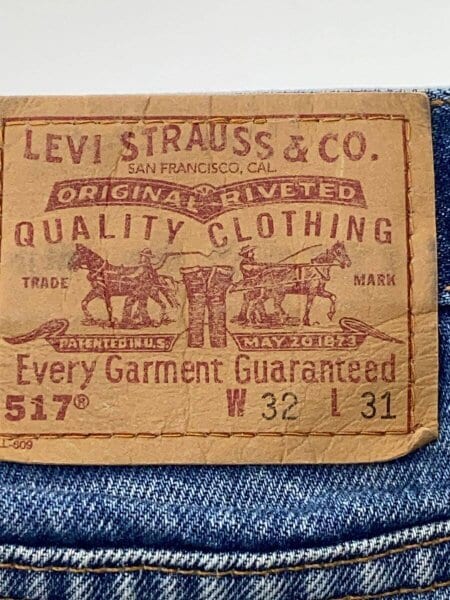 LEVI STRAUSS & CO.
SAN FRANCISCO, CAL.
ORIGINAL RIVETED
QUALITY CLOTHING
TRADE MARK
PATENTED IN U.S. MAY 20 1873
Every Garment Guaranteed
517® W 32 L 31
L-609